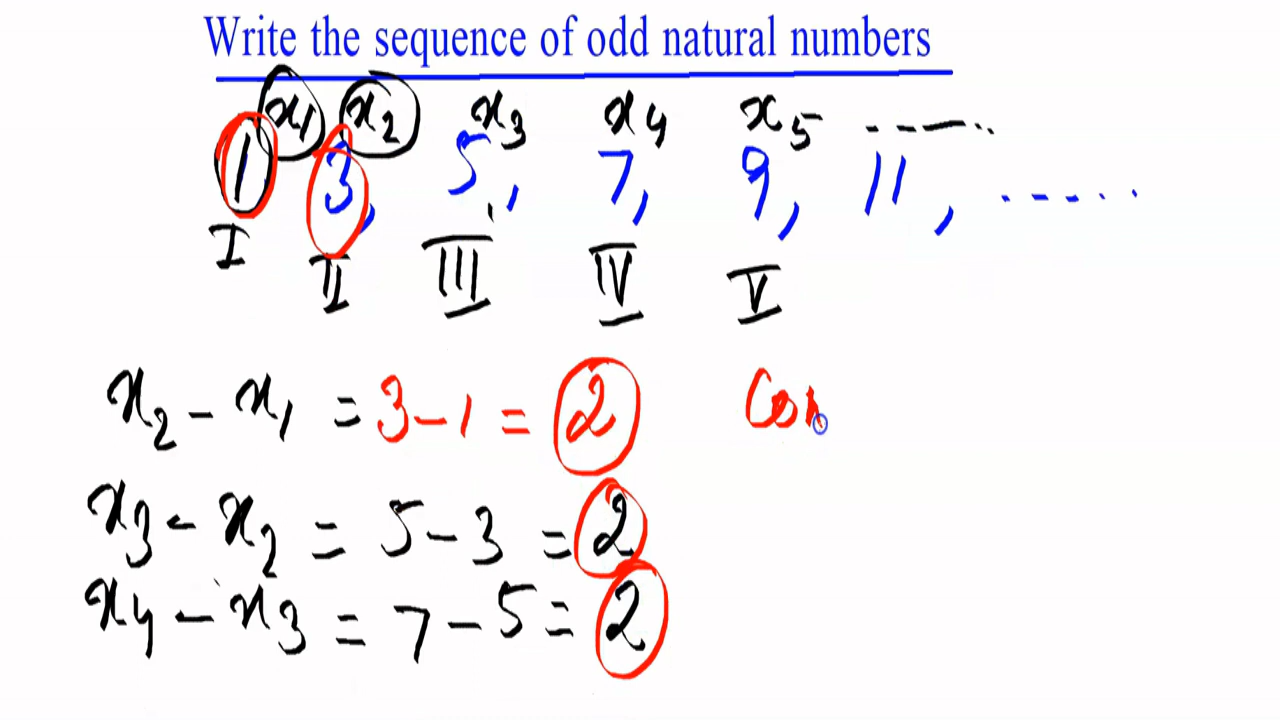 Write the sequence of odd natural numbers
x1 x2 x3 x4 x5 ........
1 3, 5, 7, 9, 11, ........
I II III IV V
x2 - x1 = 3 - 1 = 2 Con
x3 - x2 = 5 - 3 = 2
x4 - x3 = 7 - 5 = 2